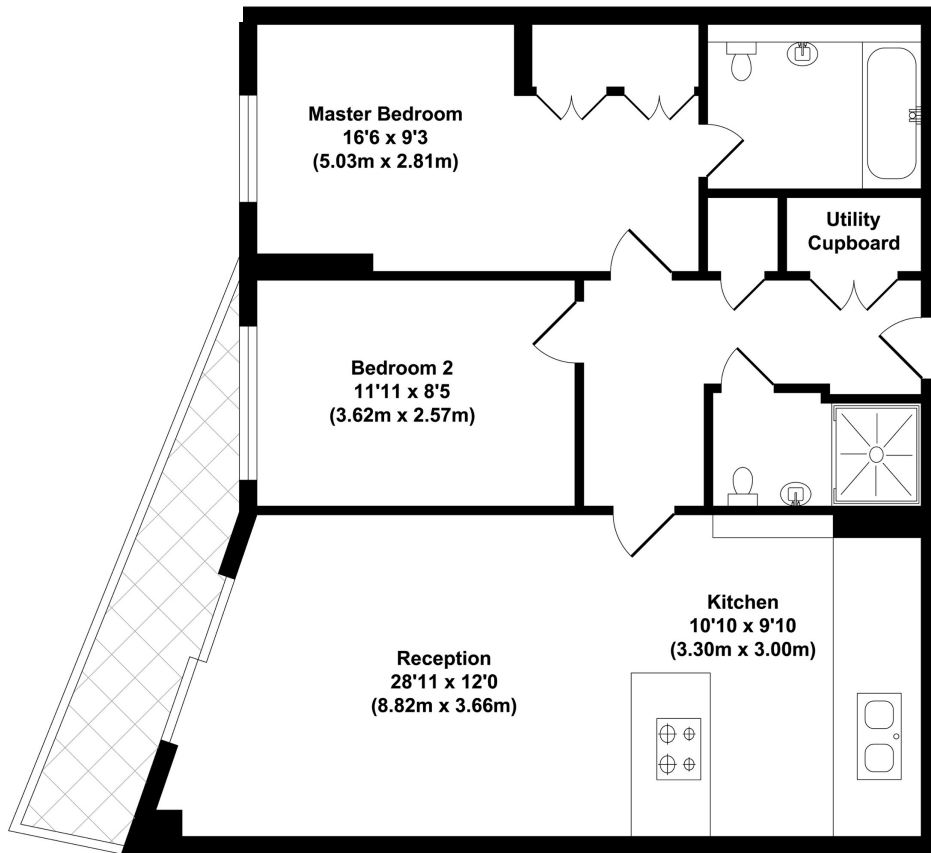 Master Bedroom
16'6 x 9'3
(5.03m x 2.81m)
Utility
Cupboard
Bedroom 2
11'11 x 8'5
(3.62m x 2.57m)
Kitchen
10'10 x 9'10
(3.30m x 3.00m)
Reception
28'11 x 12'0
(8.82m x 3.66m)